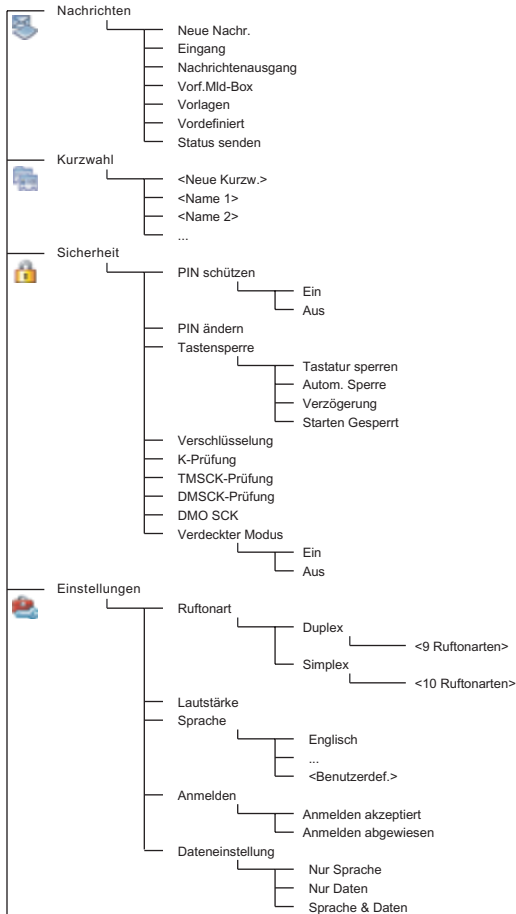 Nachrichten
Neue Nachr.
Eingang
Nachrichtenausgang
Vorf.Mld-Box
Vorlagen
Vordefiniert
Status senden
Kurzwahl
<Neue Kurzw.>
<Name 1>
<Name 2>
...
Sicherheit
PIN schützen
Ein
Aus
PIN ändern
Tastensperre
Tastatur sperren
Autom. Sperre
Verzögerung
Starten Gesperrt
Verschlüsselung
K-Prüfung
TMSCK-Prüfung
DMSCK-Prüfung
DMO SCK
Verdeckter Modus
Ein
Aus
Einstellungen
Ruftonart
Duplex
<9 Ruftonarten>
Simplex
<10 Ruftonarten>
Lautstärke
Sprache
Englisch
...
<Benutzerdef.>
Anmelden
Anmelden akzeptiert
Anmelden abgewiesen
Dateneinstellung
Nur Sprache
Nur Daten
Sprache & Daten